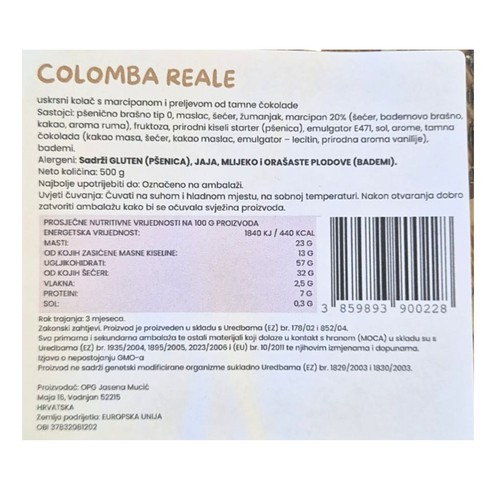 COLOMBA REALE
uskrsni kolač s marcipanom i preljevom od tamne čokolade
Sastojci: pšenično brašno tip 0, maslac, šećer, žumanjak, marcipan 20% (šećer, bademovo brašno,
kakao, aroma ruma), fruktoza, prirodni kiseli starter (pšenica), emulgator E471, sol, arome, tamna
čokolada (kakao masa, šećer, kakao maslac, emulgator – lecitin, prirodna aroma vanilije),
bademi.
Alergeni: Sadrži GLUTEN (PŠENICA), JAJA, MLIJEKO i ORAŠASTE PLODOVE (BADEMI).
Neto količina: 500 g
Najbolje upotrijebiti do: Označeno na ambalaži.
Uvjeti čuvanja: Čuvati na suhom i hladnom mjestu, na sobnoj temperaturi. Nakon otvaranja dobro
zatvoriti ambalažu kako bi se očuvala svježina proizvoda.
PROSJEČNE NUTRITIVNE VRIJEDNOSTI NA 100 G PROIZVODA
ENERGETSKA VRIJEDNOST: 1840 KJ / 440 KCAL
MASTI: 23 G
OD KOJIH ZASIĆENE MASNE KISELINE: 13 G
UGLJIKOHIDRATI: 57 G
OD KOJIH ŠEĆERI: 32 G
VLAKNA: 2,5 G
PROTEINI: 7 G
SOL: 0,3 G
3 859893 900228
Rok trajanja: 3 mjeseca.
Zakonski zahtjevi. Proizvod je proizveden u skladu s Uredbama (EZ) br. 178/02 i 852/04.
Sva primarna i sekundarna ambalaža te ostali materijali koji dolaze u kontakt s hranom (MOCA) u skladu su s
Uredbama (EZ) br. 1935/2004, 1895/2005, 2023/2006 i (EU) br. 10/2011 te njihovim izmjenama i dopunama.
Izjava o nepostojanju GMO-a
Proizvod ne sadrži genetski modificirane organizme sukladno Uredbama (EZ) br. 1829/2003 i 1830/2003.
Proizvođač: OPG Jasena Mucić
Maja 16, Vodnjan 52215
HRVATSKA
Zemlja podrijetla: EUROPSKA UNIJA
OBI 37832061202